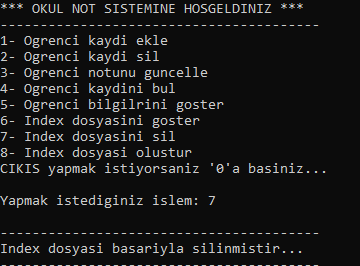 *** OKUL NOT SISTEMINE HOSGELDINIZ ***
----------------------------------------
1- Ogrenci kaydi ekle
2- Ogrenci kaydi sil
3- Ogrenci notunu guncelle
4- Ogrenci kaydini bul
5- Ogrenci bilgilrini goster
6- Index dosyasini goster
7- Index dosyasini sil
8- Index dosyasi olustur
CIKIS yapmak istiyorsaniz '0'a basiniz...
Yapmak istediginiz islem: 7
----------------------------------------
Index dosyasi basariyla silinmistir...
----------------------------------------